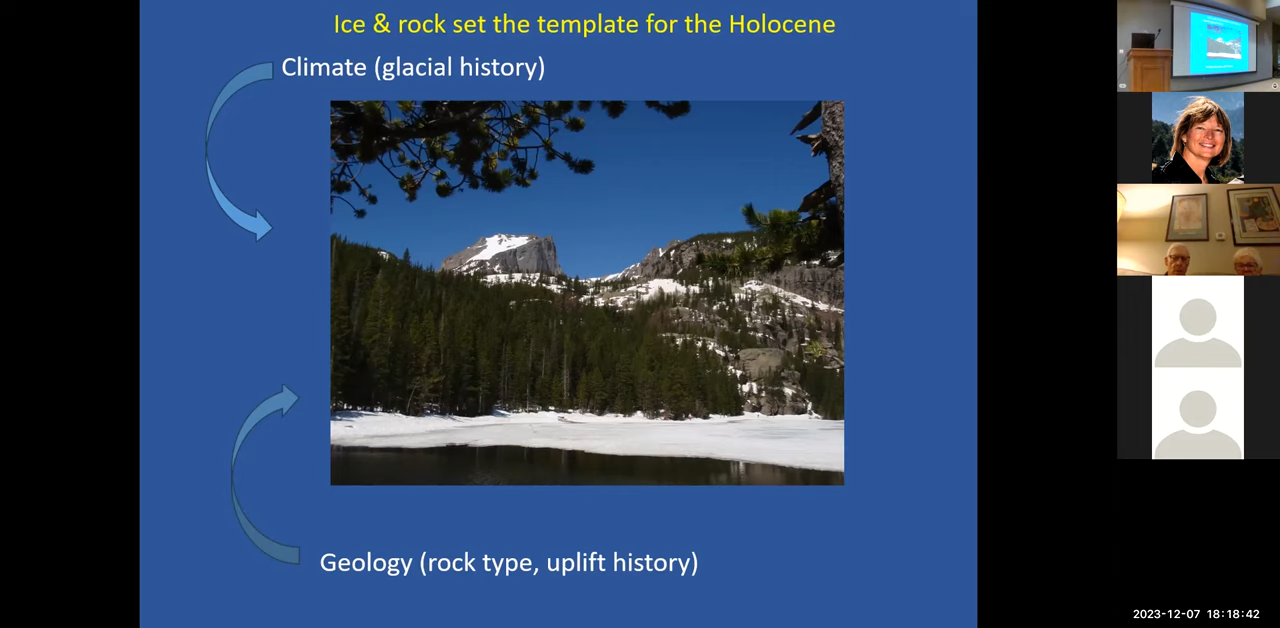 Ice & rock set the template for the Holocene
Climate (glacial history)
Geology (rock type, uplift history)
2023-12-07 18:18:42